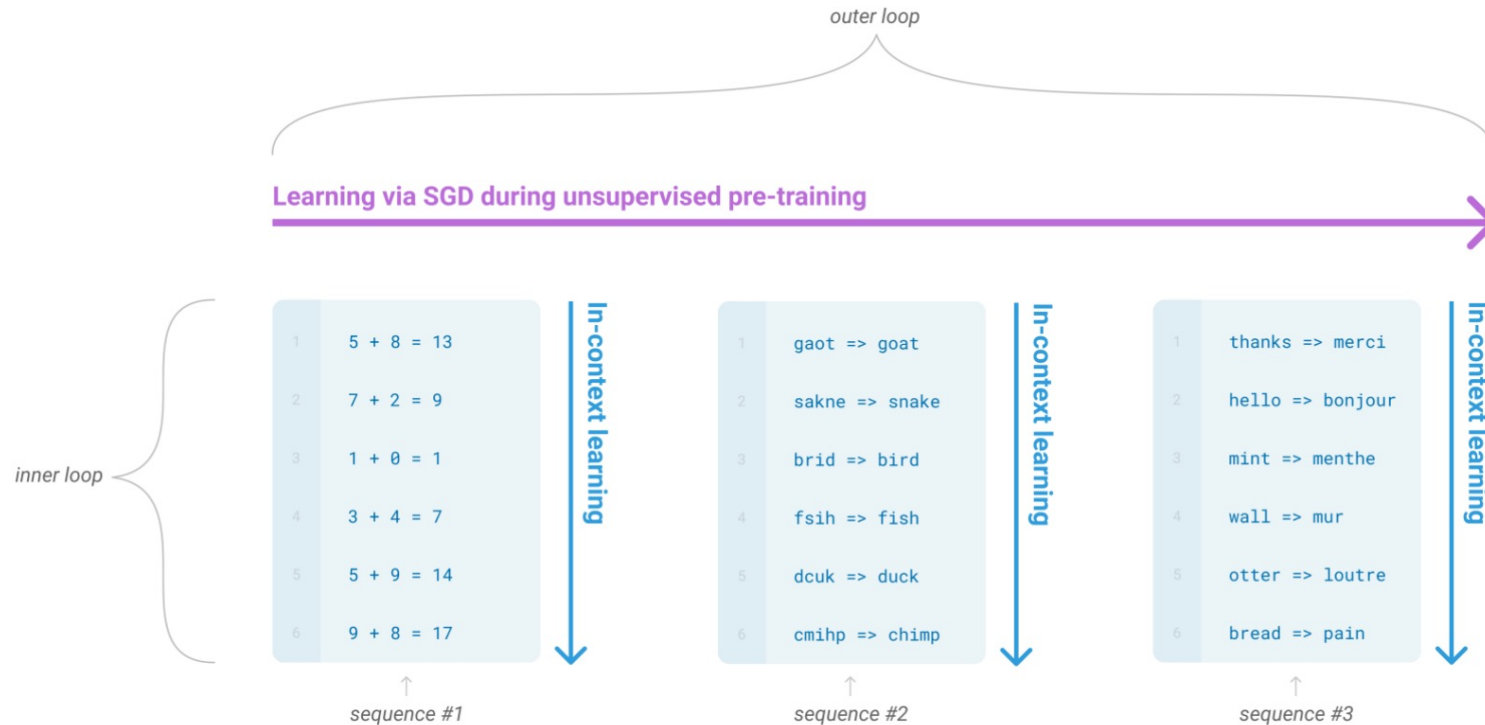 outer loop
Learning via SGD during unsupervised pre-training
inner loop
1 5 + 8 = 13
2 7 + 2 = 9
3 1 + 0 = 1
4 3 + 4 = 7
5 5 + 9 = 14
6 9 + 8 = 17
In-context learning
sequence #1
1 gaot => goat
2 sakne => snake
3 brid => bird
4 fsih => fish
5 dcuk => duck
6 cmihp => chimp
In-context learning
sequence #2
1 thanks => merci
2 hello => bonjour
3 mint => menthe
4 wall => mur
5 otter => loutre
6 bread => pain
In-context learning
sequence #3